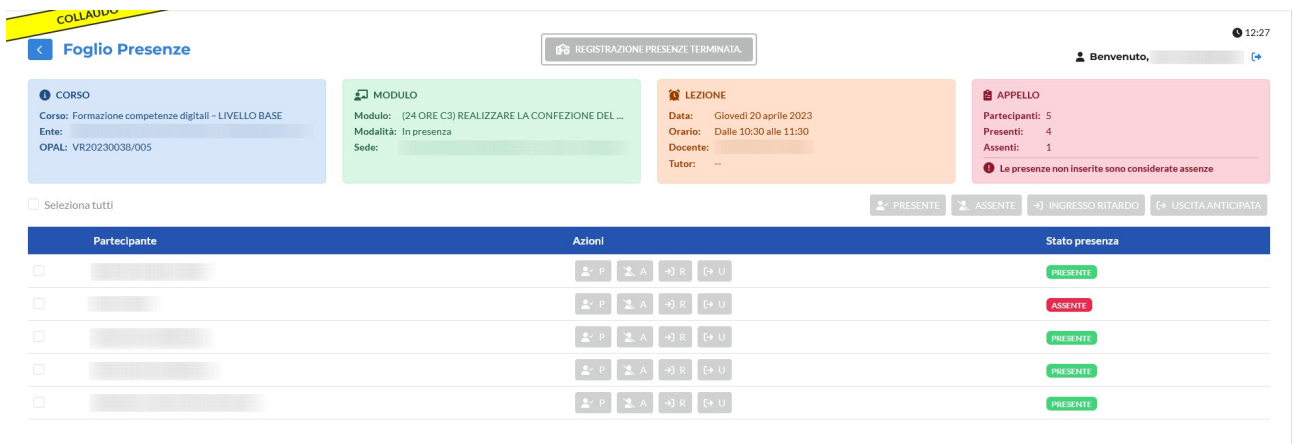 COLLAUDO
12:27
Foglio Presenze
REGISTRAZIONE PRESENZE TERMINATA.
Benvenuto,
CORSO
Corso: Formazione competenze digitali – LIVELLO BASE
Ente:
OPAL: VR20230038/005
MODULO
Modulo: (24 ORE C3) REALIZZARE LA CONFEZIONE DEL ...
Modalità: In presenza
Sede:
LEZIONE
Data: Giovedì 20 aprile 2023
Orario: Dalle 10:30 alle 11:30
Docente:
Tutor: --
APPELLO
Partecipanti: 5
Presenti: 4
Assenti: 1
Le presenze non inserite sono considerate assenze
Seleziona tutti
PRESENTE ASSENTE INGRESSO RITARDO USCITA ANTICIPATA
Partecipante Azioni Stato presenza
P A R U PRESENTE
P A R U ASSENTE
P A R U PRESENTE
P A R U PRESENTE
P A R U PRESENTE